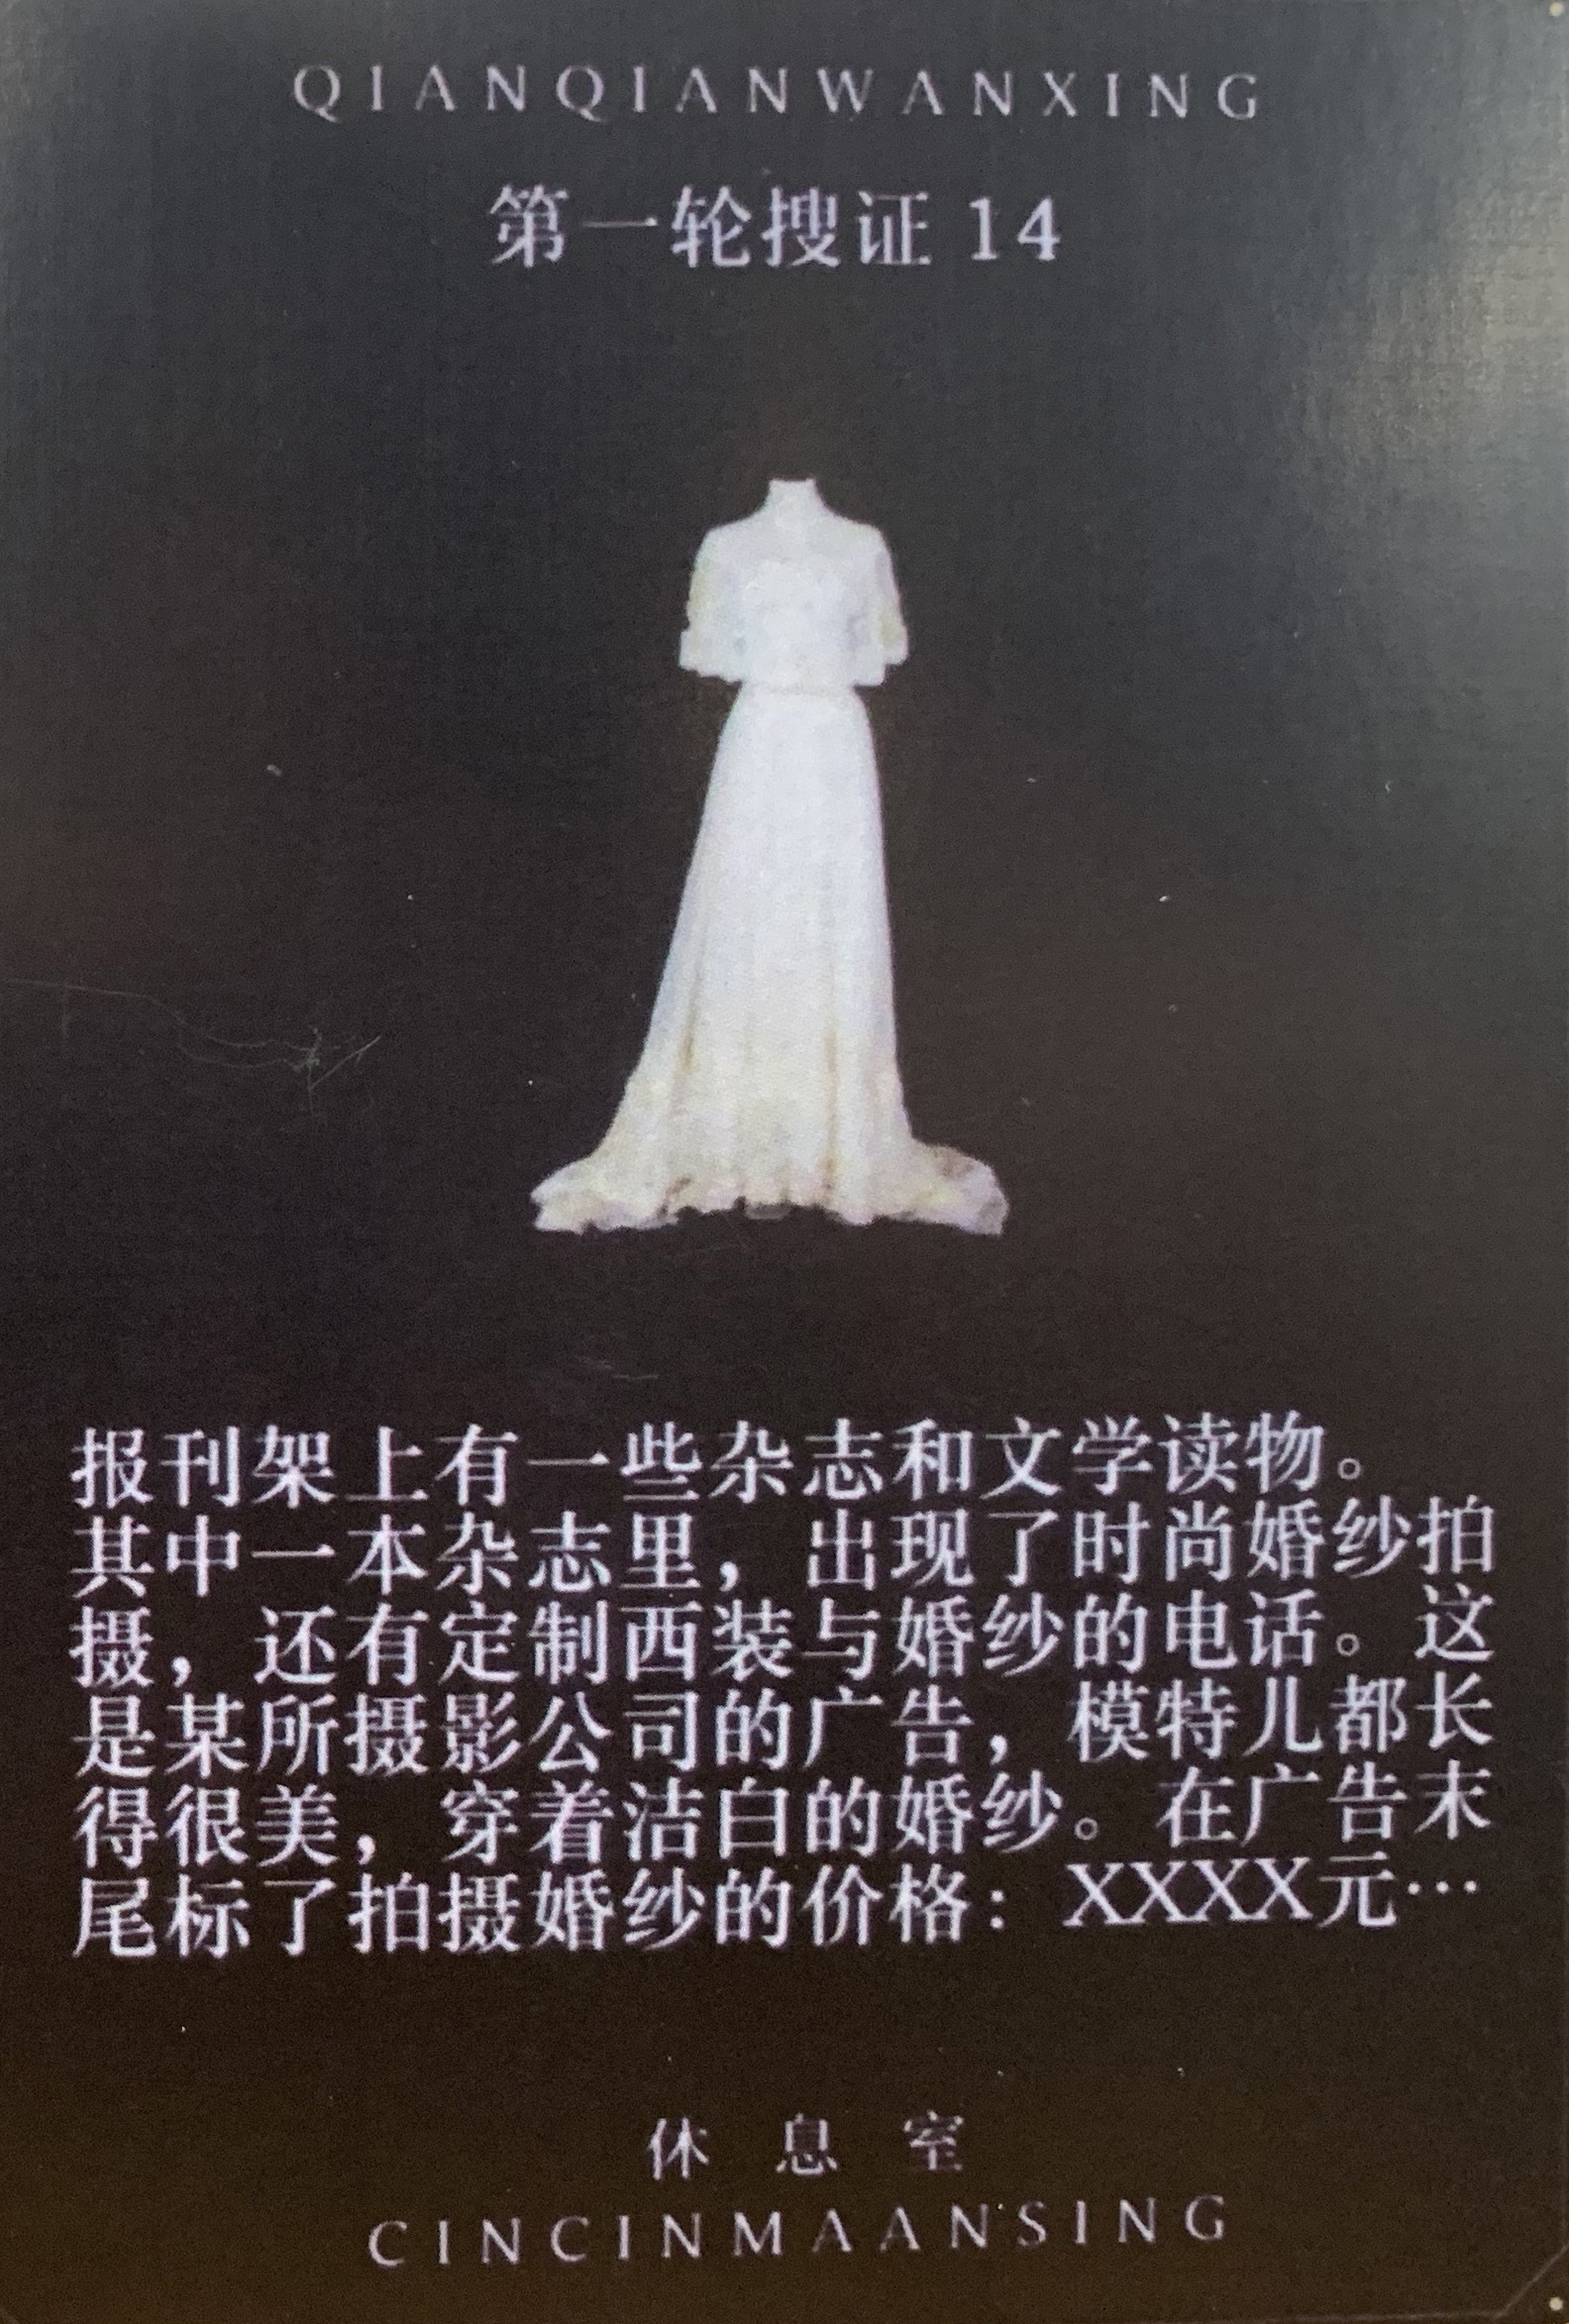 QIANQIANWANXING
第一轮搜证 14
报刊架上有一些杂志和文学读物。
其中一本杂志里，出现了时尚婚纱拍
摄，还有定制西装与婚纱的电话。这
是某所摄影公司的广告，模特儿都长
得很美，穿着洁白的婚纱。在广告末
尾标了拍摄婚纱的价格：XXXX元…
休息室
CINCINMAANSING